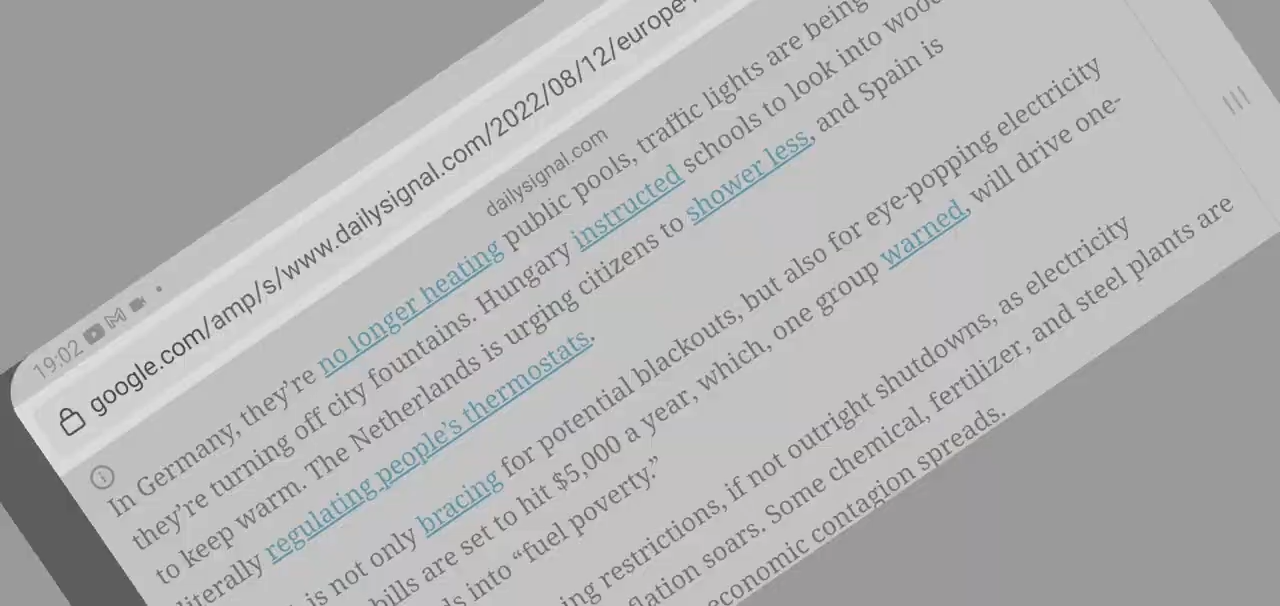 19:02
google.com/amp/s/www.dailysignal.com/2022/08/12/europe-
dailysignal.com
In Germany, they're no longer heating public pools, traffic lights are being
they're turning off city fountains. Hungary instructed schools to look into
to keep warm. The Netherlands is urging citizens to shower less, and Spain is
literally regulating people's thermostats.
is not only bracing for potential blackouts, but also for eye-popping electricity
bills are set to hit $5,000 a year, which, one group warned, will drive one-
into “fuel poverty.”
restrictions, if not outright shutdowns, as electricity
soars. Some chemical, fertilizer, and steel plants are
economic contagion spreads.